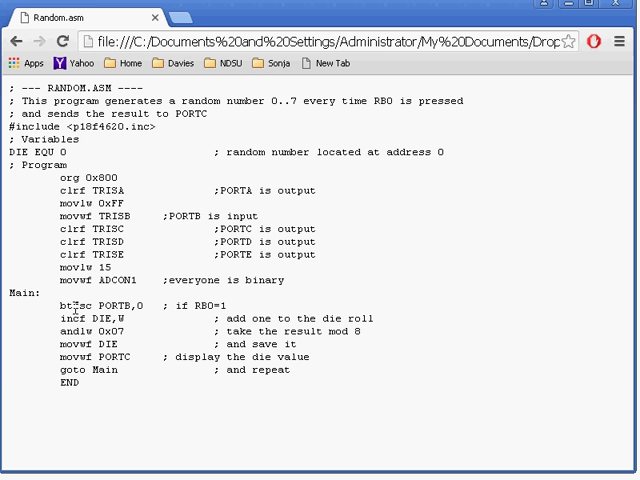 Random.asm
file:///C:/Documents%20and%20Settings/Administrator/My%20Documents/Drop
Apps Yahoo Home Davies NDSU Sonja New Tab
; --- RANDOM.ASM ----
; This program generates a random number 0..7 every time RB0 is pressed
; and sends the result to PORTC
#include <p18f4620.inc>
; Variables
DIE EQU 0 ; random number located at address 0
; Program
org 0x800
clrf TRISA ;PORTA is output
movlw 0xFF
movwf TRISB ;PORTB is input
clrf TRISC ;PORTC is output
clrf TRISD ;PORTD is output
clrf TRISE ;PORTE is output
movlw 15
movwf ADCON1 ;everyone is binary
Main:
btfsc PORTB,0 ; if RB0=1
incf DIE,W ; add one to the die roll
andlw 0x07 ; take the result mod 8
movwf DIE ; and save it
movwf PORTC ; display the die value
goto Main ; and repeat
END